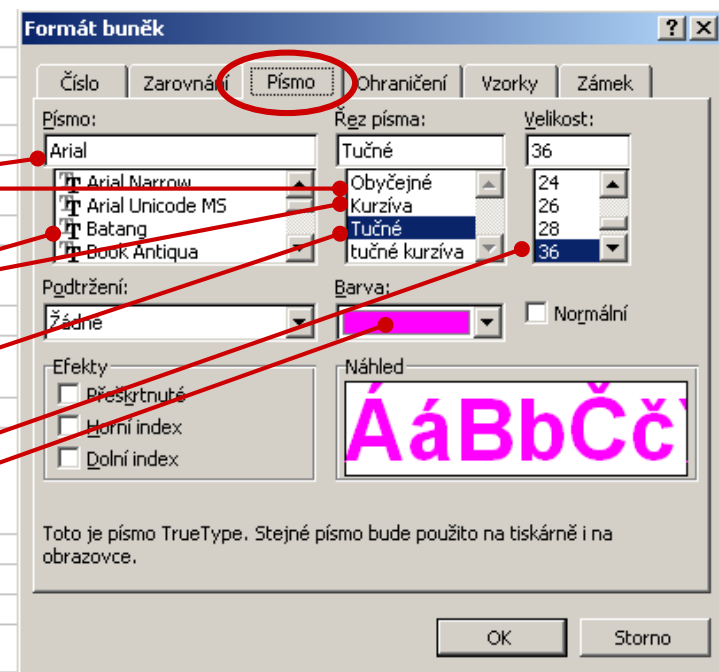 Formát buněk
Číslo Zarovnání Písmo Ohraničení Vzorky Zámek
Písmo: Řez písma: Velikost:
Arial Tučné 36
Arial Narrow Obyčejné 24
Arial Unicode MS Kurzíva 26
Batang Tučné 28
Book Antiqua tučné kurzíva 36
Podtržení: Barva:
Žádné Normální
Efekty Náhled
Přeškrtnuté
Horní index
Dolní index
ÁáBbČč
Toto je písmo TrueType. Stejné písmo bude použito na tiskárně i na
obrazovce.
OK Storno